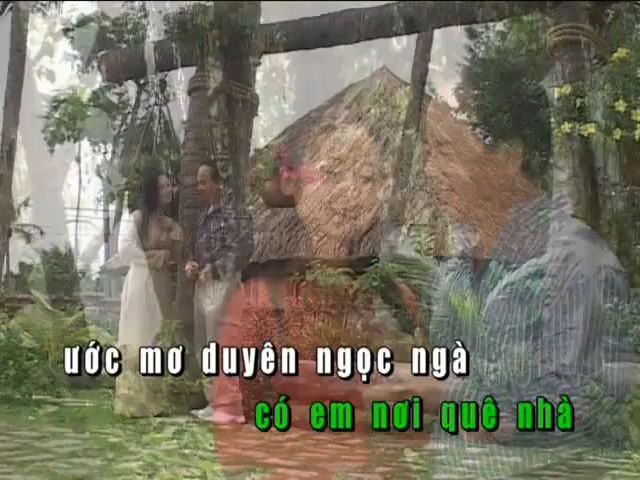 ước mơ duyên ngọc ngà
có em nơi quê nhà